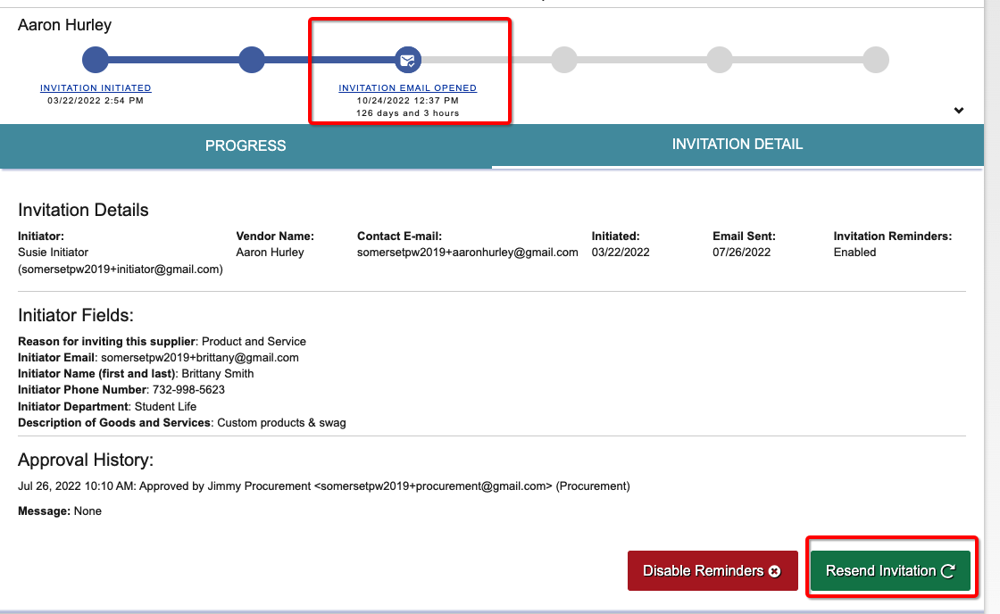 Aaron Hurley
INVITATION INITIATED
03/22/2022 2:54 PM
INVITATION EMAIL OPENED
10/24/2022 12:37 PM
126 days and 3 hours
PROGRESS
INVITATION DETAIL
Invitation Details
Initiator: Vendor Name: Contact E-mail: Initiated: Email Sent: Invitation Reminders:
Susie Initiator Aaron Hurley somersetpw2019+aaronhurley@gmail.com 03/22/2022 07/26/2022 Enabled
(somersetpw2019+initiator@gmail.com)
Initiator Fields:
Reason for inviting this supplier: Product and Service
Initiator Email: somersetpw2019+brittany@gmail.com
Initiator Name (first and last): Brittany Smith
Initiator Phone Number: 732-998-5623
Initiator Department: Student Life
Description of Goods and Services: Custom products & swag
Approval History:
Jul 26, 2022 10:10 AM: Approved by Jimmy Procurement <somersetpw2019+procurement@gmail.com> (Procurement)
Message: None
Disable Reminders
Resend Invitation